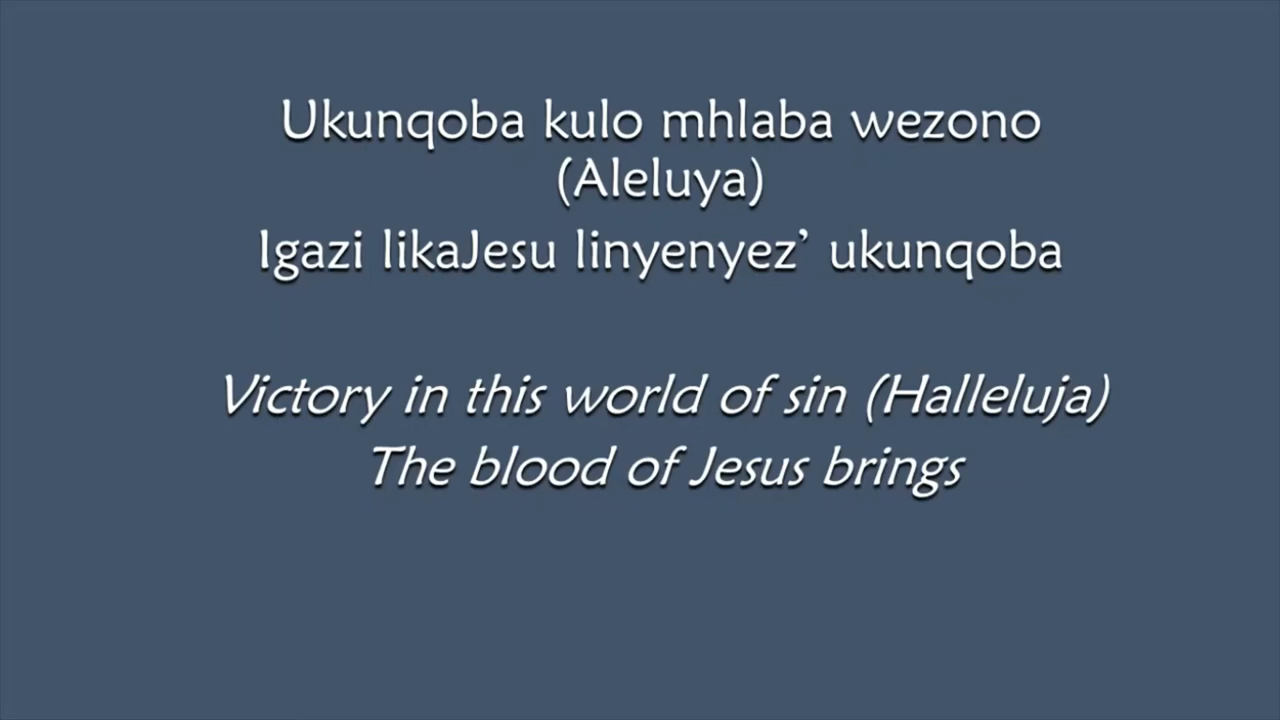 Ukunqoba kulo mhlaba wezono
(Aleluya)
Igazi likaJesu linyenyez’ ukunqoba
Victory in this world of sin (Halleluja)
The blood of Jesus brings